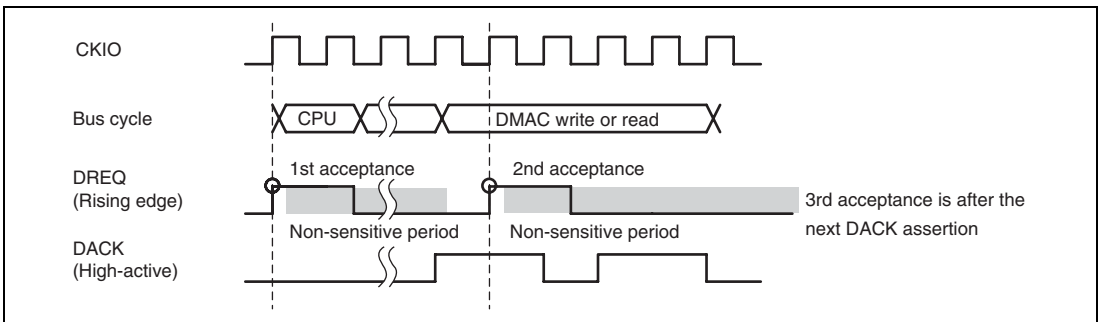 CKIO
Bus cycle
CPU
DMAC write or read
DREQ
(Rising edge)
1st acceptance
2nd acceptance
3rd acceptance is after the
next DACK assertion
Non-sensitive period
Non-sensitive period
DACK
(High-active)